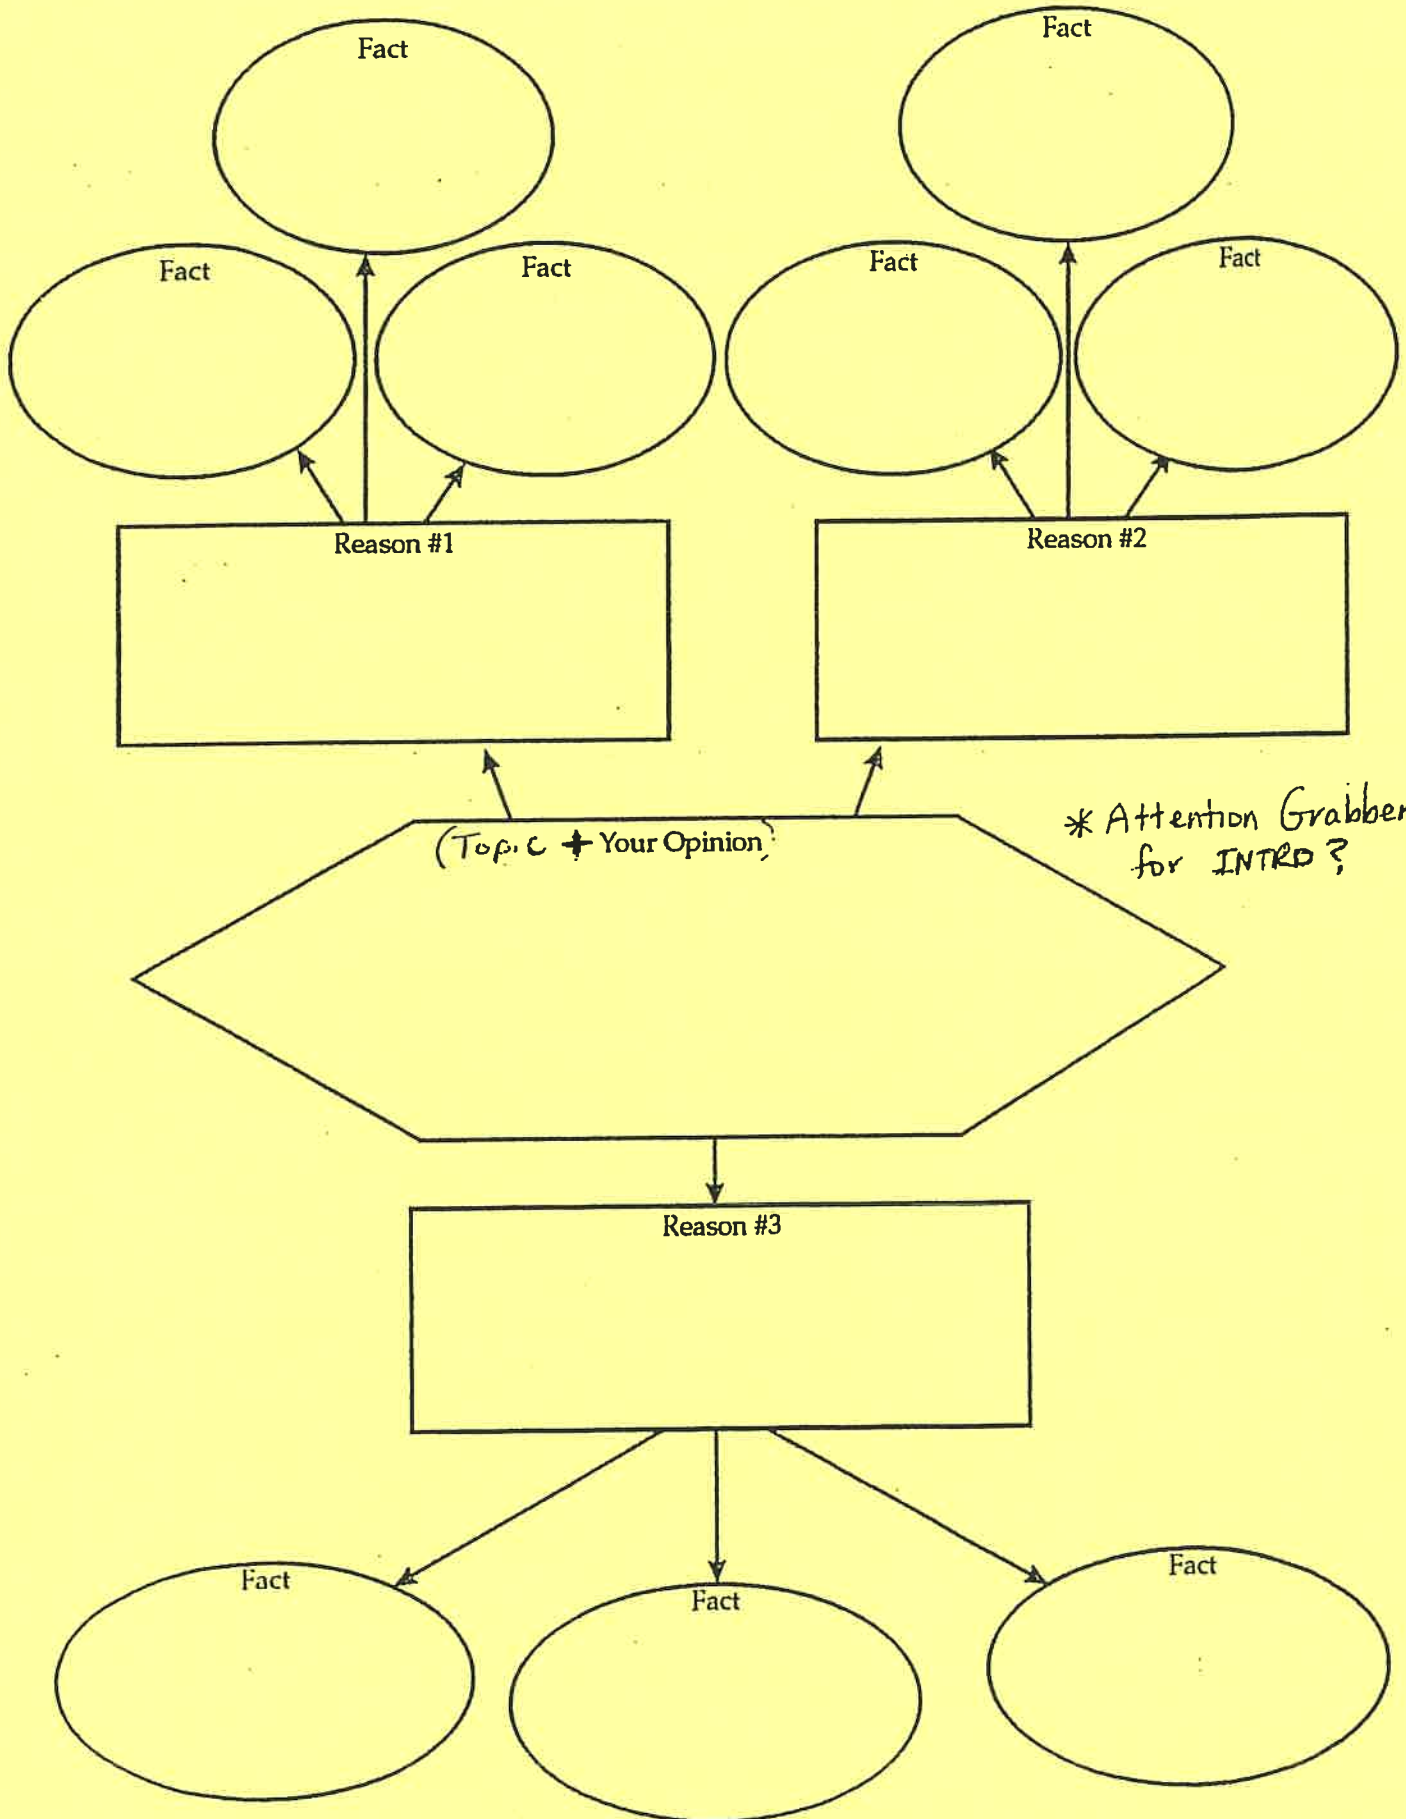 Fact
Fact
Fact
Fact
Fact
Fact
Reason #1
Reason #2
(Topic + Your Opinion)
* Attention Grabber
for INTRO?
Reason #3
Fact
Fact
Fact